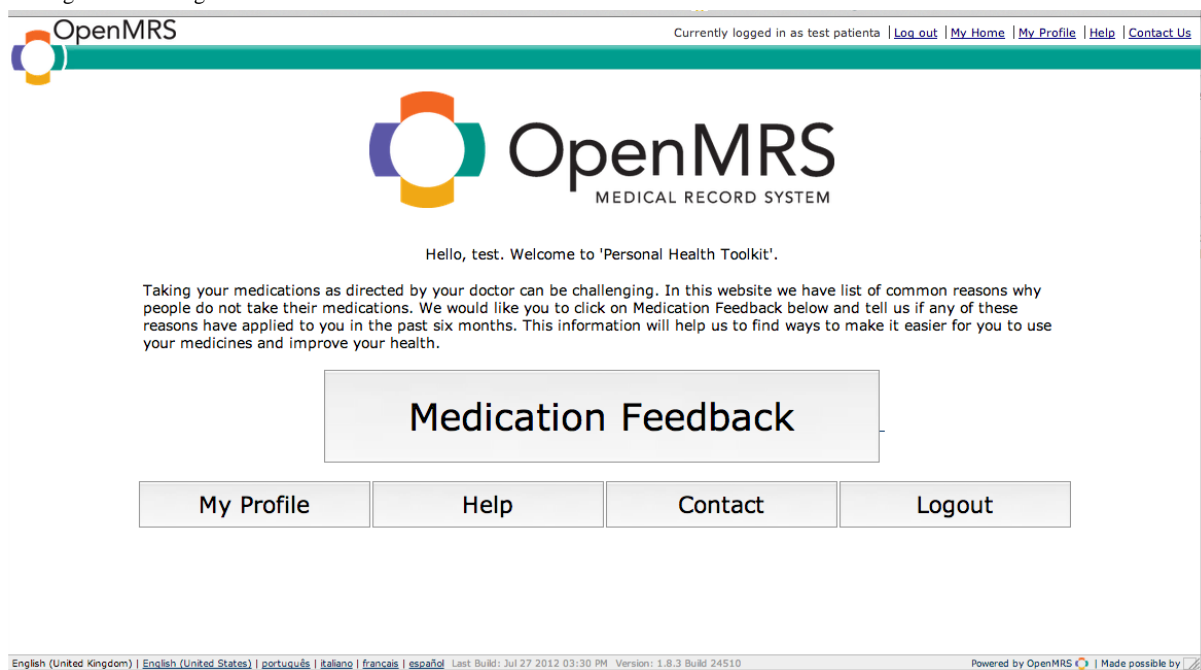 OpenMRS
Currently logged in as test patienta | Log out | My Home | My Profile | Help | Contact Us
OpenMRS
MEDICAL RECORD SYSTEM
Hello, test. Welcome to 'Personal Health Toolkit'.
Taking your medications as directed by your doctor can be challenging. In this website we have list of common reasons why
people do not take their medications. We would like you to click on Medication Feedback below and tell us if any of these
reasons have applied to you in the past six months. This information will help us to find ways to make it easier for you to use
your medicines and improve your health.
Medication Feedback
My Profile
Help
Contact
Logout
English (United Kingdom) | English (United States) | português | italiano | francais | español Last Build: Jul 27 2012 03:30 PM Version: 1.8.3 Build 24510
Powered by OpenMRS | Made possible by